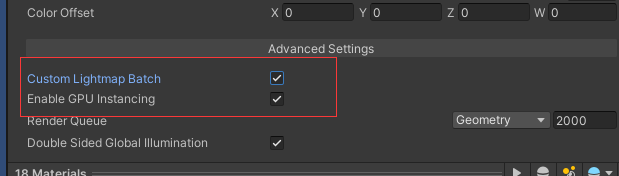 Color Offset X 0 Y 0 Z 0 W 0
Advanced Settings
Custom Lightmap Batch
Enable GPU Instancing
Render Queue Geometry 2000
Double Sided Global Illumination
18 Materials